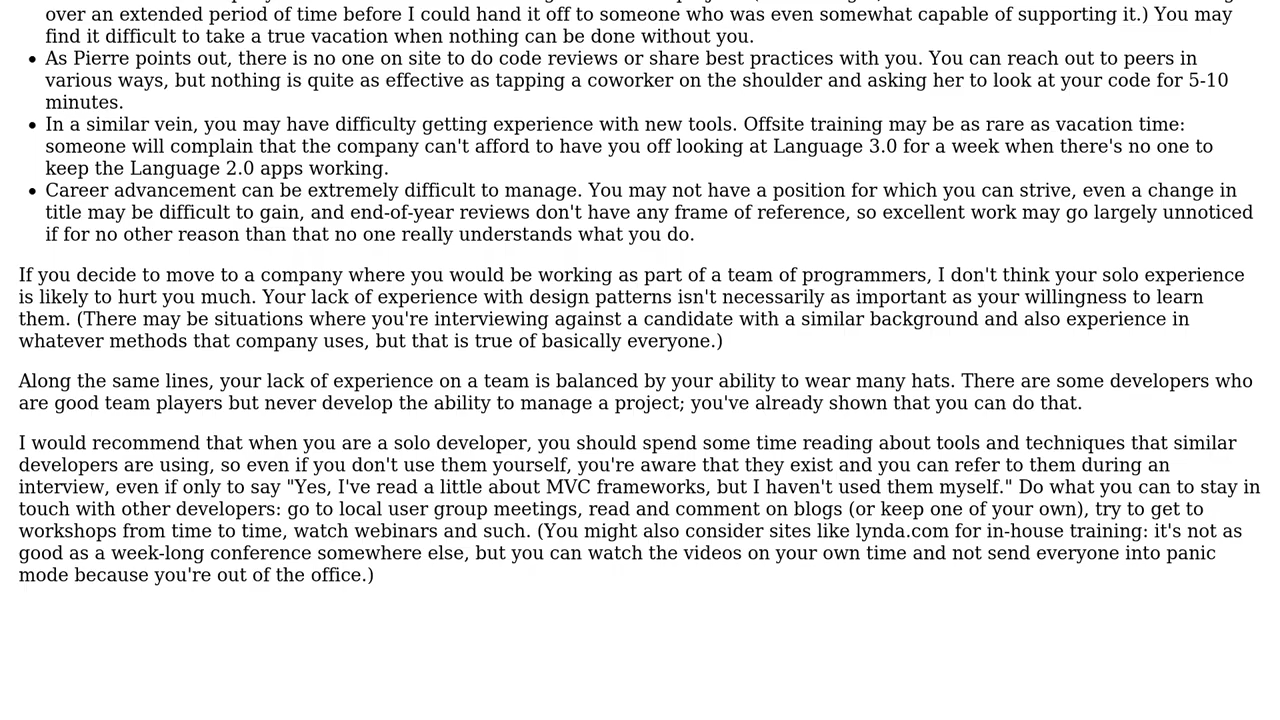 over an extended period of time before I could hand it off to someone who was even somewhat capable of supporting it.) You may
find it difficult to take a true vacation when nothing can be done without you.
• As Pierre points out, there is no one on site to do code reviews or share best practices with you. You can reach out to peers in
various ways, but nothing is quite as effective as tapping a coworker on the shoulder and asking her to look at your code for 5-10
minutes.
• In a similar vein, you may have difficulty getting experience with new tools. Offsite training may be as rare as vacation time:
someone will complain that the company can't afford to have you off looking at Language 3.0 for a week when there's no one to
keep the Language 2.0 apps working.
• Career advancement can be extremely difficult to manage. You may not have a position for which you can strive, even a change in
title may be difficult to gain, and end-of-year reviews don't have any frame of reference, so excellent work may go largely unnoticed
if for no other reason than that no one really understands what you do.
If you decide to move to a company where you would be working as part of a team of programmers, I don't think your solo experience
is likely to hurt you much. Your lack of experience with design patterns isn't necessarily as important as your willingness to learn
them. (There may be situations where you're interviewing against a candidate with a similar background and also experience in
whatever methods that company uses, but that is true of basically everyone.)
Along the same lines, your lack of experience on a team is balanced by your ability to wear many hats. There are some developers who
are good team players but never develop the ability to manage a project; you've already shown that you can do that.
I would recommend that when you are a solo developer, you should spend some time reading about tools and techniques that similar
developers are using, so even if you don't use them yourself, you're aware that they exist and you can refer to them during an
interview, even if only to say "Yes, I've read a little about MVC frameworks, but I haven't used them myself." Do what you can to stay in
touch with other developers: go to local user group meetings, read and comment on blogs (or keep one of your own), try to get to
workshops from time to time, watch webinars and such. (You might also consider sites like lynda.com for in-house training: it's not as
good as a week-long conference somewhere else, but you can watch the videos on your own time and not send everyone into panic
mode because you're out of the office.)